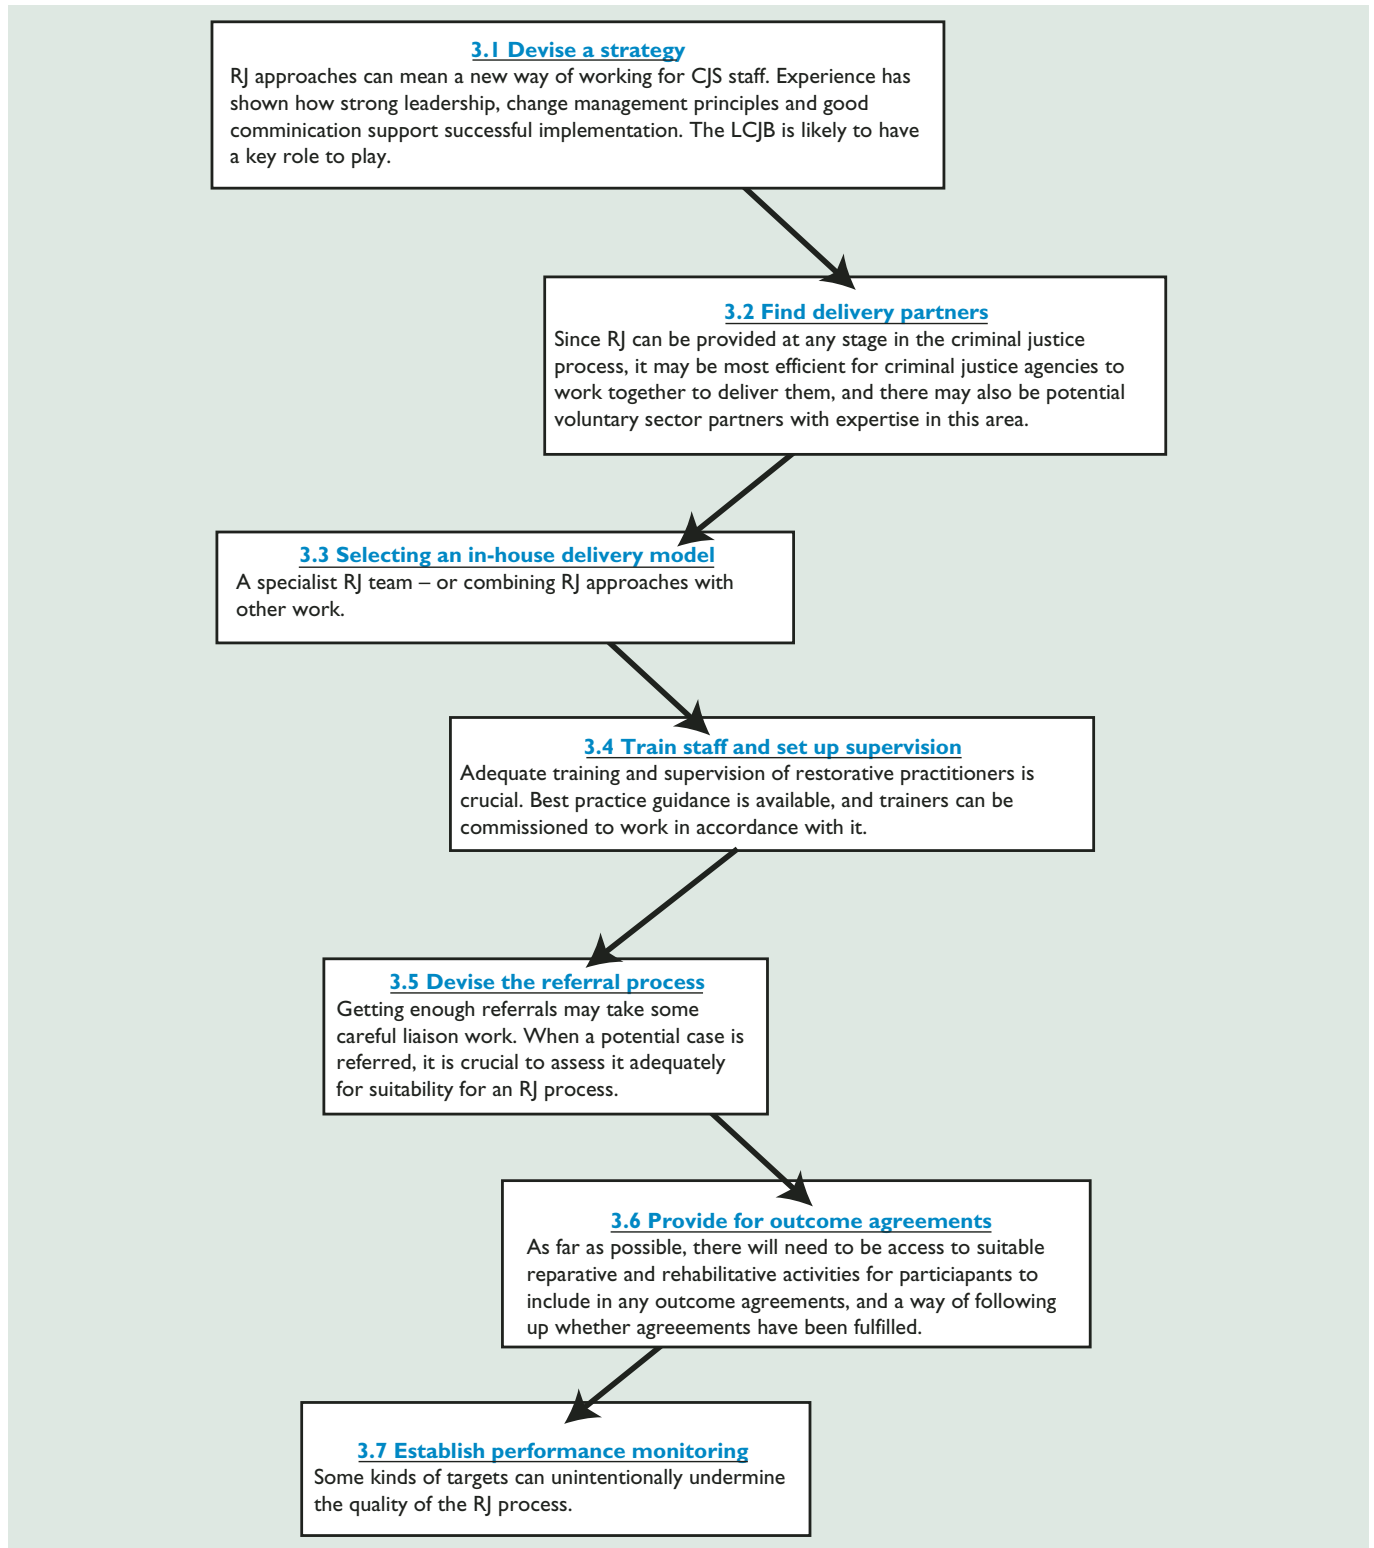 3.1 Devise a strategy
RJ approaches can mean a new way of working for CJS staff. Experience has
shown how strong leadership, change management principles and good
comminication support successful implementation. The LCJB is likely to have
a key role to play.
3.2 Find delivery partners
Since RJ can be provided at any stage in the criminal justice
process, it may be most efficient for criminal justice agencies to
work together to deliver them, and there may also be potential
voluntary sector partners with expertise in this area.
3.3 Selecting an in-house delivery model
A specialist RJ team – or combining RJ approaches with
other work.
3.4 Train staff and set up supervision
Adequate training and supervision of restorative practitioners is
crucial. Best practice guidance is available, and trainers can be
commissioned to work in accordance with it.
3.5 Devise the referral process
Getting enough referrals may take some
careful liaison work. When a potential case is
referred, it is crucial to assess it adequately
for suitability for an RJ process.
3.6 Provide for outcome agreements
As far as possible, there will need to be access to suitable
reparative and rehabilitative activities for particiapants to
include in any outcome agreements, and a way of following
up whether agreeements have been fulfilled.
3.7 Establish performance monitoring
Some kinds of targets can unintentionally undermine
the quality of the RJ process.